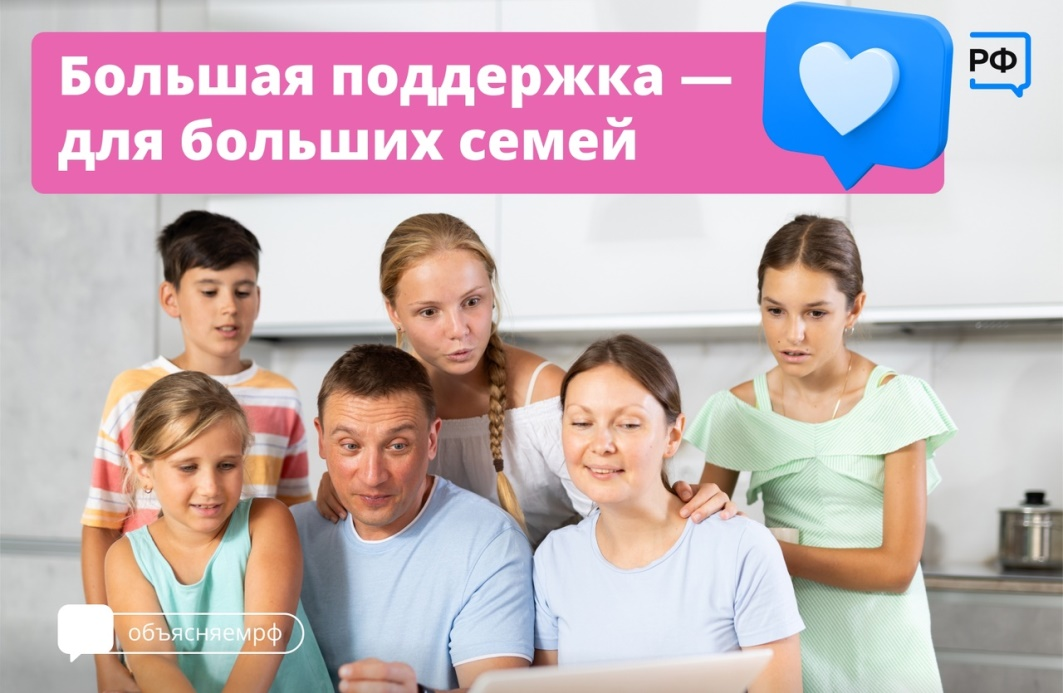 Большая поддержка —
для больших семей
РФ
объясняемрф